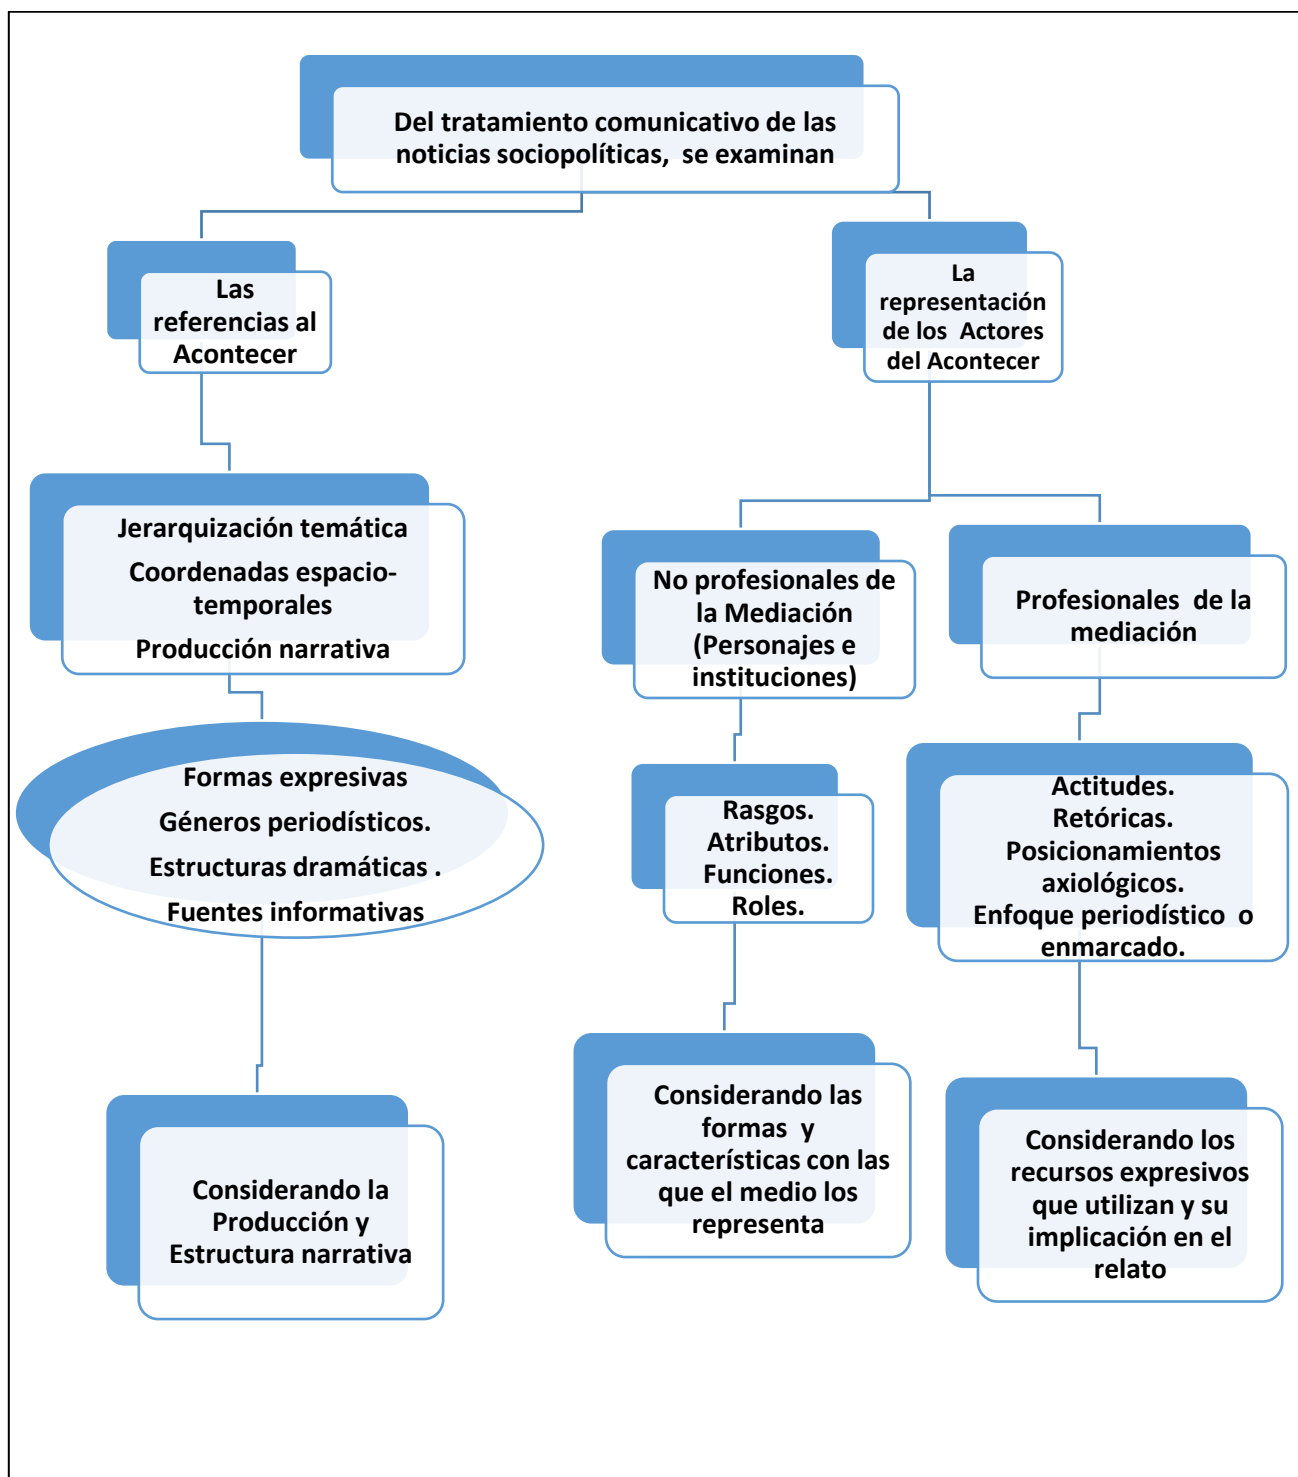 Del tratamiento comunicativo de las
noticias sociopolíticas,  se examinan
Las
referencias al
Acontecer
La
representación
de los  Actores
del Acontecer
Jerarquización temática
Coordenadas espacio-
temporales
Producción narrativa
No profesionales de
la Mediación
(Personajes e
instituciones)
Profesionales  de la
mediación
Formas expresivas
Géneros periodísticos.
Estructuras dramáticas .
Fuentes informativas
Rasgos.
Atributos.
Funciones.
Roles.
Actitudes.
Retóricas.
Posicionamientos
axiológicos.
Enfoque periodístico  o
enmarcado.
Considerando la
Producción y
Estructura narrativa
Considerando las
formas  y
características con las
que el medio los
representa
Considerando los
recursos expresivos
que utilizan y su
implicación en el
relato